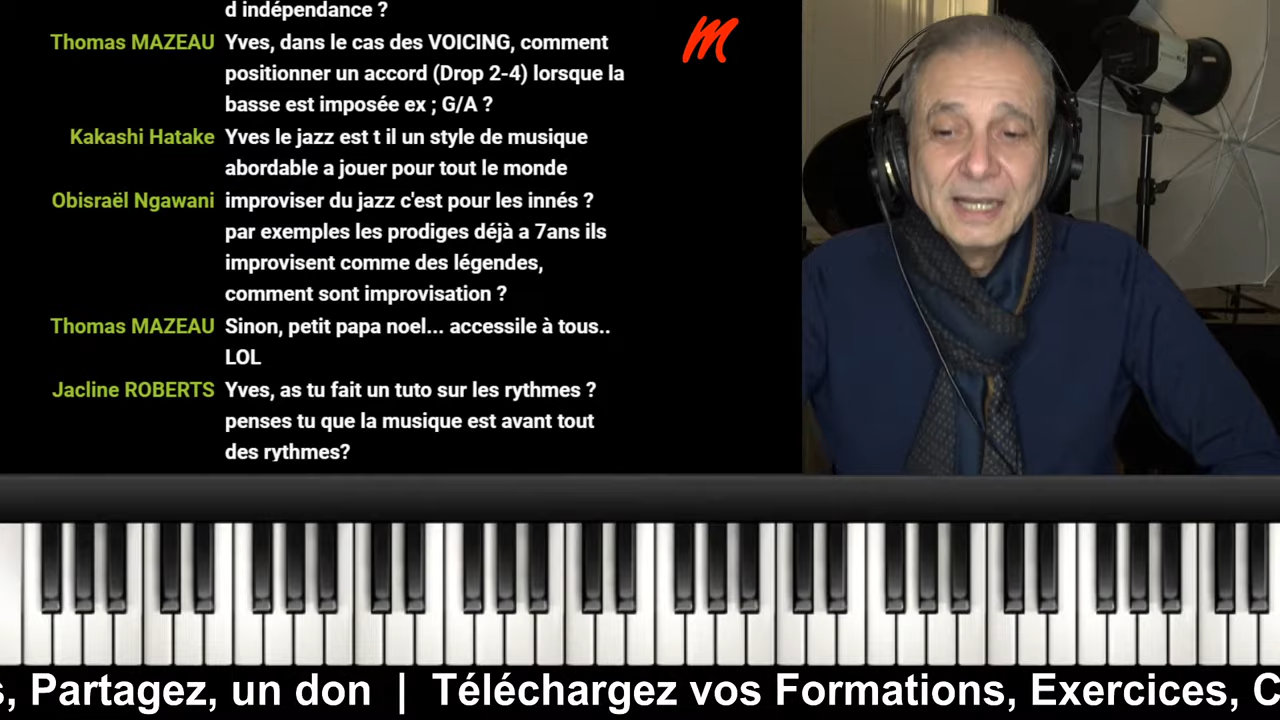 d indépendance ?
Thomas MAZEAU Yves, dans le cas des VOICING, comment
positionner un accord (Drop 2-4) lorsque la
basse est imposée ex ; G/A ?
Kakashi Hatake Yves le jazz est t il un style de musique
abordable a jouer pour tout le monde
Obisraël Ngawani improviser du jazz c'est pour les innés ?
par exemples les prodiges déjà a 7ans ils
improvisent comme des légendes,
comment sont improvisation ?
Thomas MAZEAU Sinon, petit papa noel... accessile à tous..
LOL
Jacline ROBERTS Yves, as tu fait un tuto sur les rythmes ?
penses tu que la musique est avant tout
des rythmes?
m
s, Partagez, un don | Téléchargez vos Formations, Exercices, C